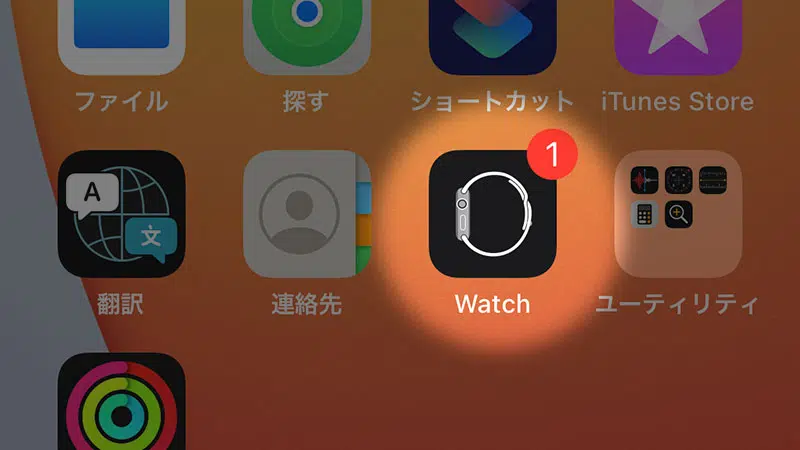 ファイル
探す
ショートカット
iTunes Store
1
A
文
翻訳
連絡先
Watch
ユーティリティ